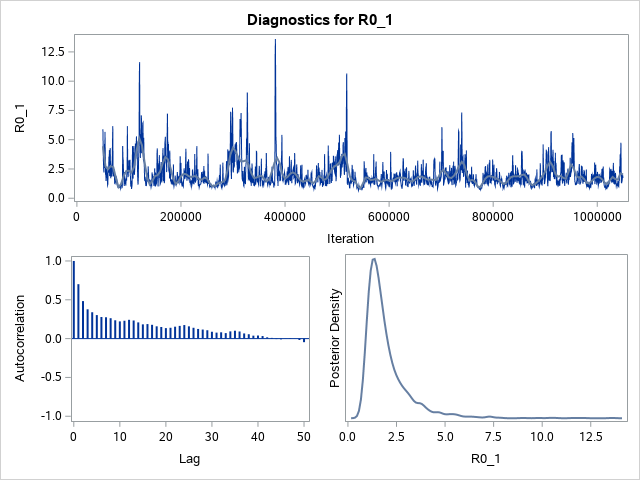 Diagnostics for R0_1
R0_1
12.5
10.0
7.5
5.0
2.5
0.0
0 200000 400000 600000 800000 1000000
Iteration
Autocorrelation
1.0
0.5
0.0
-0.5
-1.0
0 10 20 30 40 50
Lag
Posterior Density
0.0 2.5 5.0 7.5 10.0 12.5
R0_1